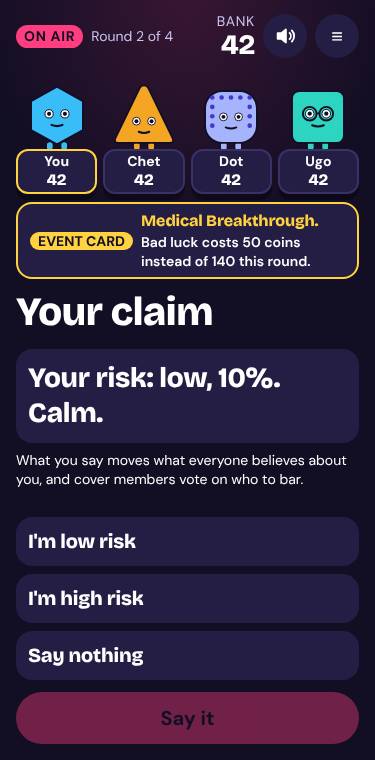 ON AIR Round 2 of 4
BANK
42
You
42
Chet
42
Dot
42
Ugo
42
EVENT CARD
Medical Breakthrough.
Bad luck costs 50 coins
instead of 140 this round.
Your claim
Your risk: low, 10%.
Calm.
What you say moves what everyone believes about
you, and cover members vote on who to bar.
I'm low risk
I'm high risk
Say nothing
Say it